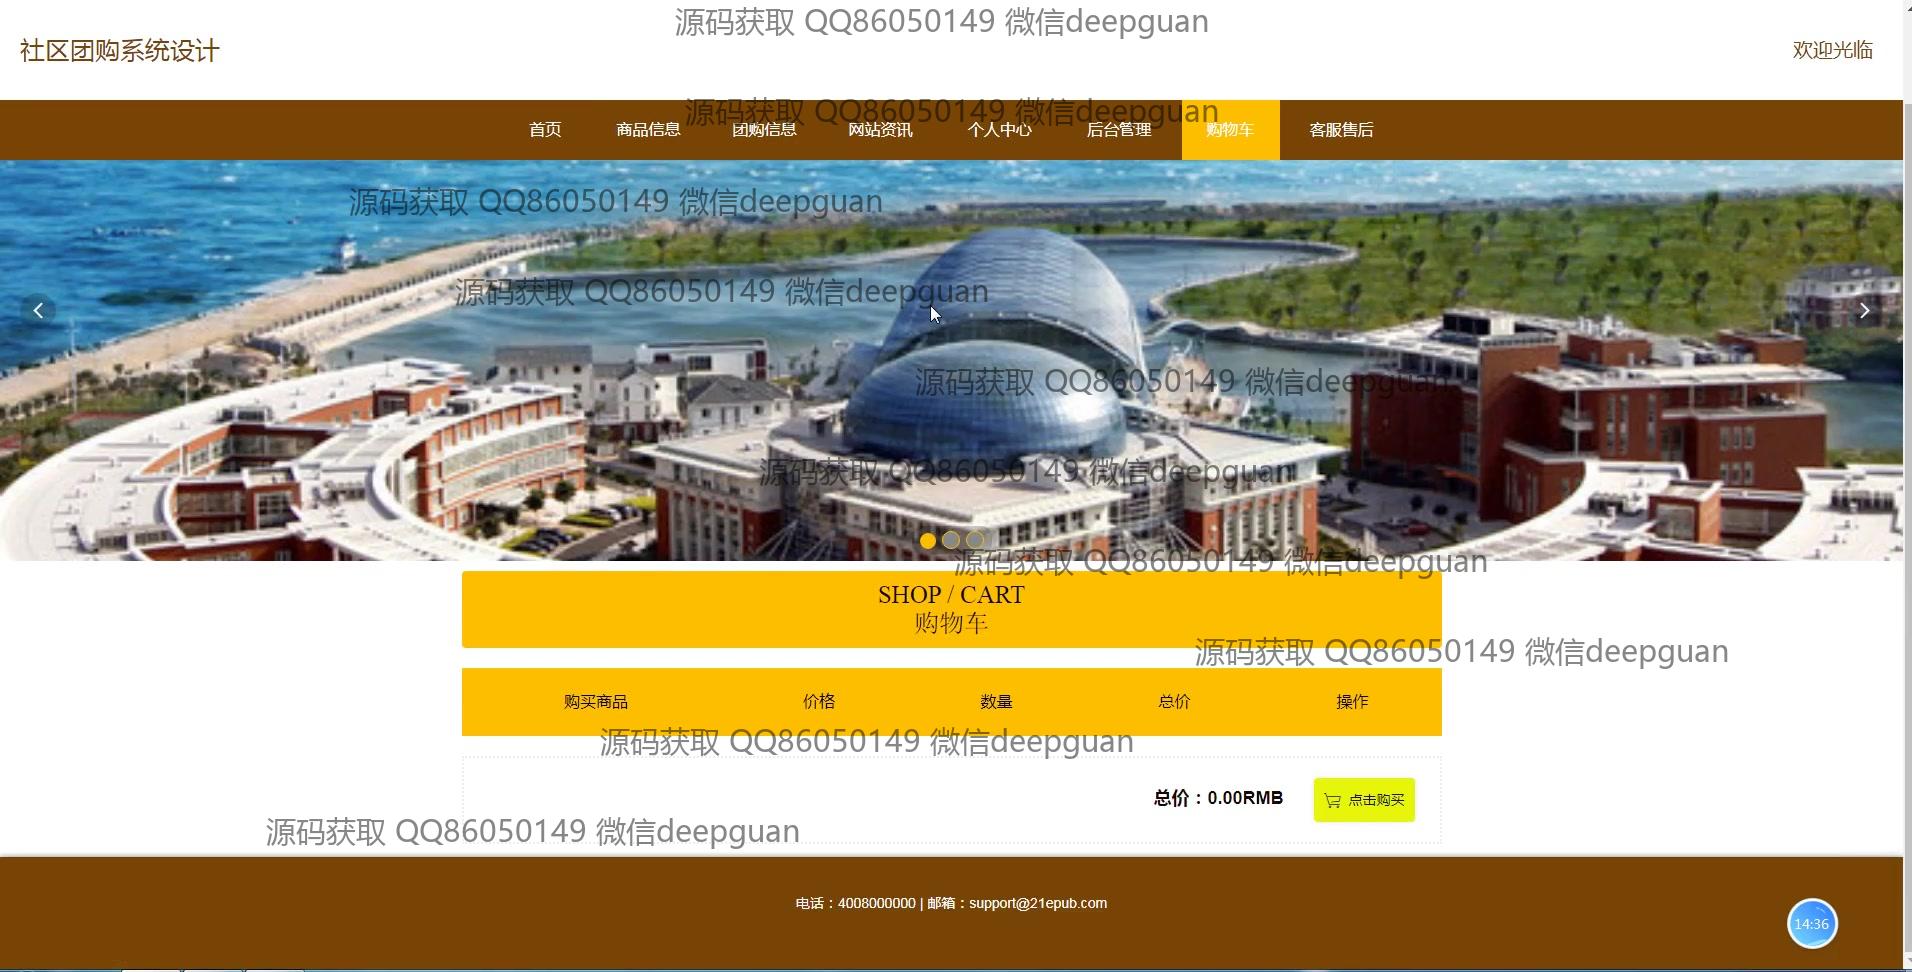 源码获取 QQ86050149 微信deepguan
社区团购系统设计
欢迎光临
源码获取 QQ86050149 微信deepguan
首页 商品信息 团购信息 网站资讯 个人中心 后台管理 购物车 客服售后
源码获取 QQ86050149 微信deepguan
源码获取 QQ86050149 微信deepguan
源码获取 QQ86050149 微信deepguan
源码获取 QQ86050149 微信deepguan
源码获取 QQ86050149 微信deepguan
SHOP / CART
购物车
源码获取 QQ86050149 微信deepguan
购买商品 价格 数量 总价 操作
源码获取 QQ86050149 微信deepguan
总价：0.00RMB 点击购买
源码获取 QQ86050149 微信deepguan
电话：4008000000 | 邮箱：support@21epub.com
14:36